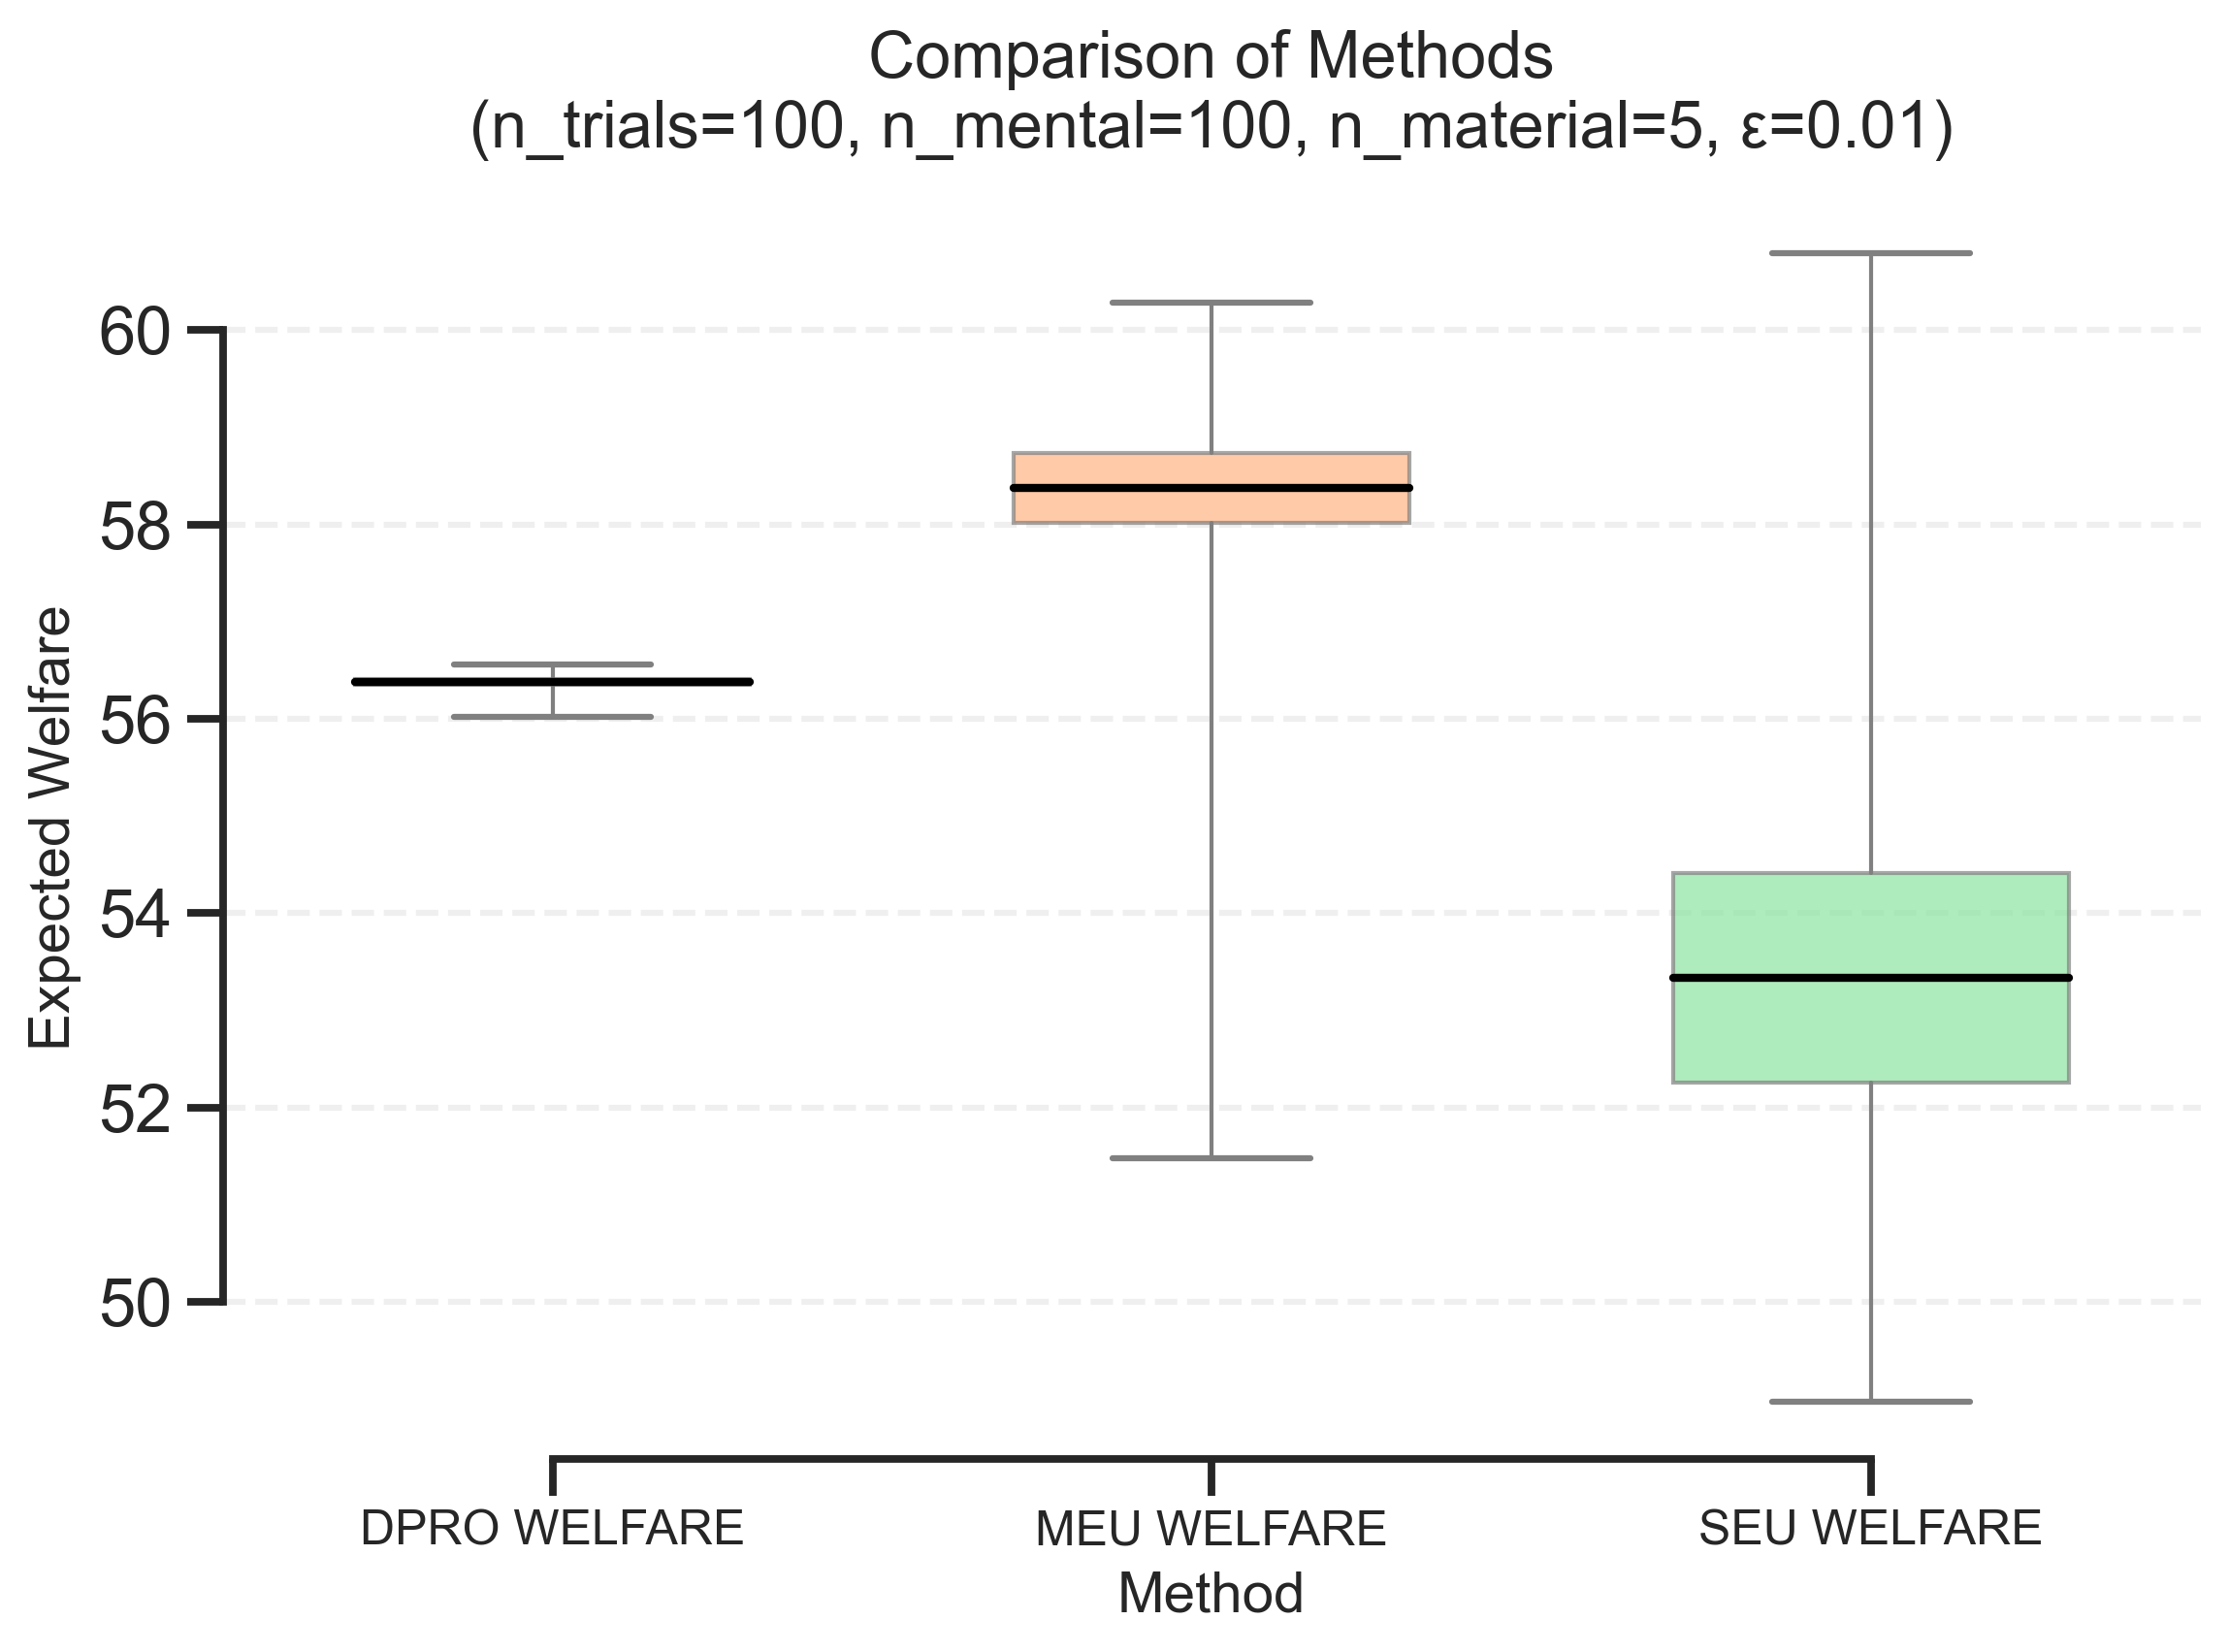 Comparison of Methods
(n_trials=100, n_mental=100, n_material=5, ε=0.01)
Expected Welfare
60
58
56
54
52
50
DPRO WELFARE
MEU WELFARE
SEU WELFARE
Method